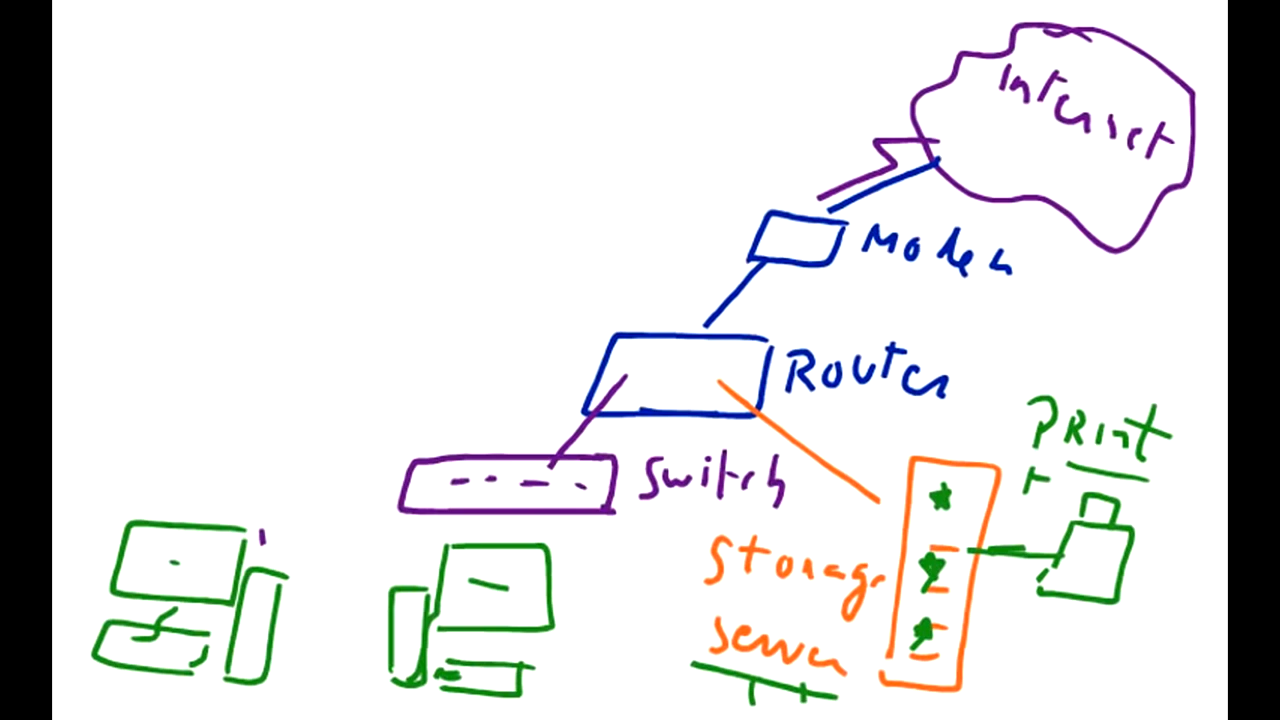 Internet
Modem
Router
Switch
PRint
Storage
Server